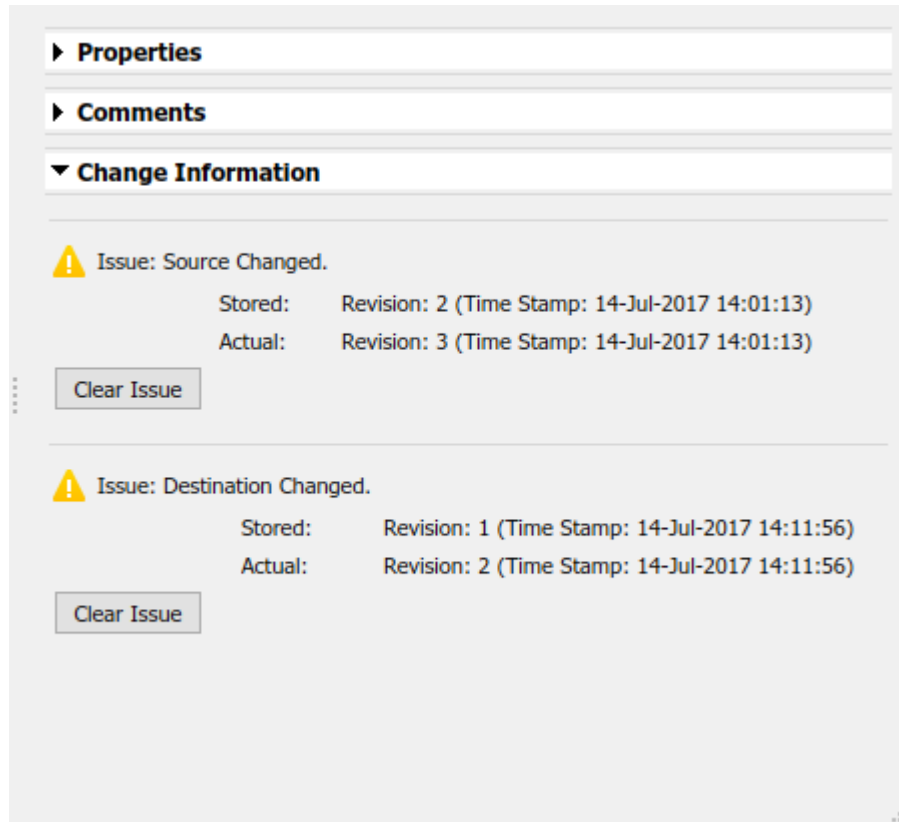 Properties
Comments
Change Information
Issue: Source Changed.
Stored: Revision: 2 (Time Stamp: 14-Jul-2017 14:01:13)
Actual: Revision: 3 (Time Stamp: 14-Jul-2017 14:01:13)
Clear Issue
Issue: Destination Changed.
Stored: Revision: 1 (Time Stamp: 14-Jul-2017 14:11:56)
Actual: Revision: 2 (Time Stamp: 14-Jul-2017 14:11:56)
Clear Issue